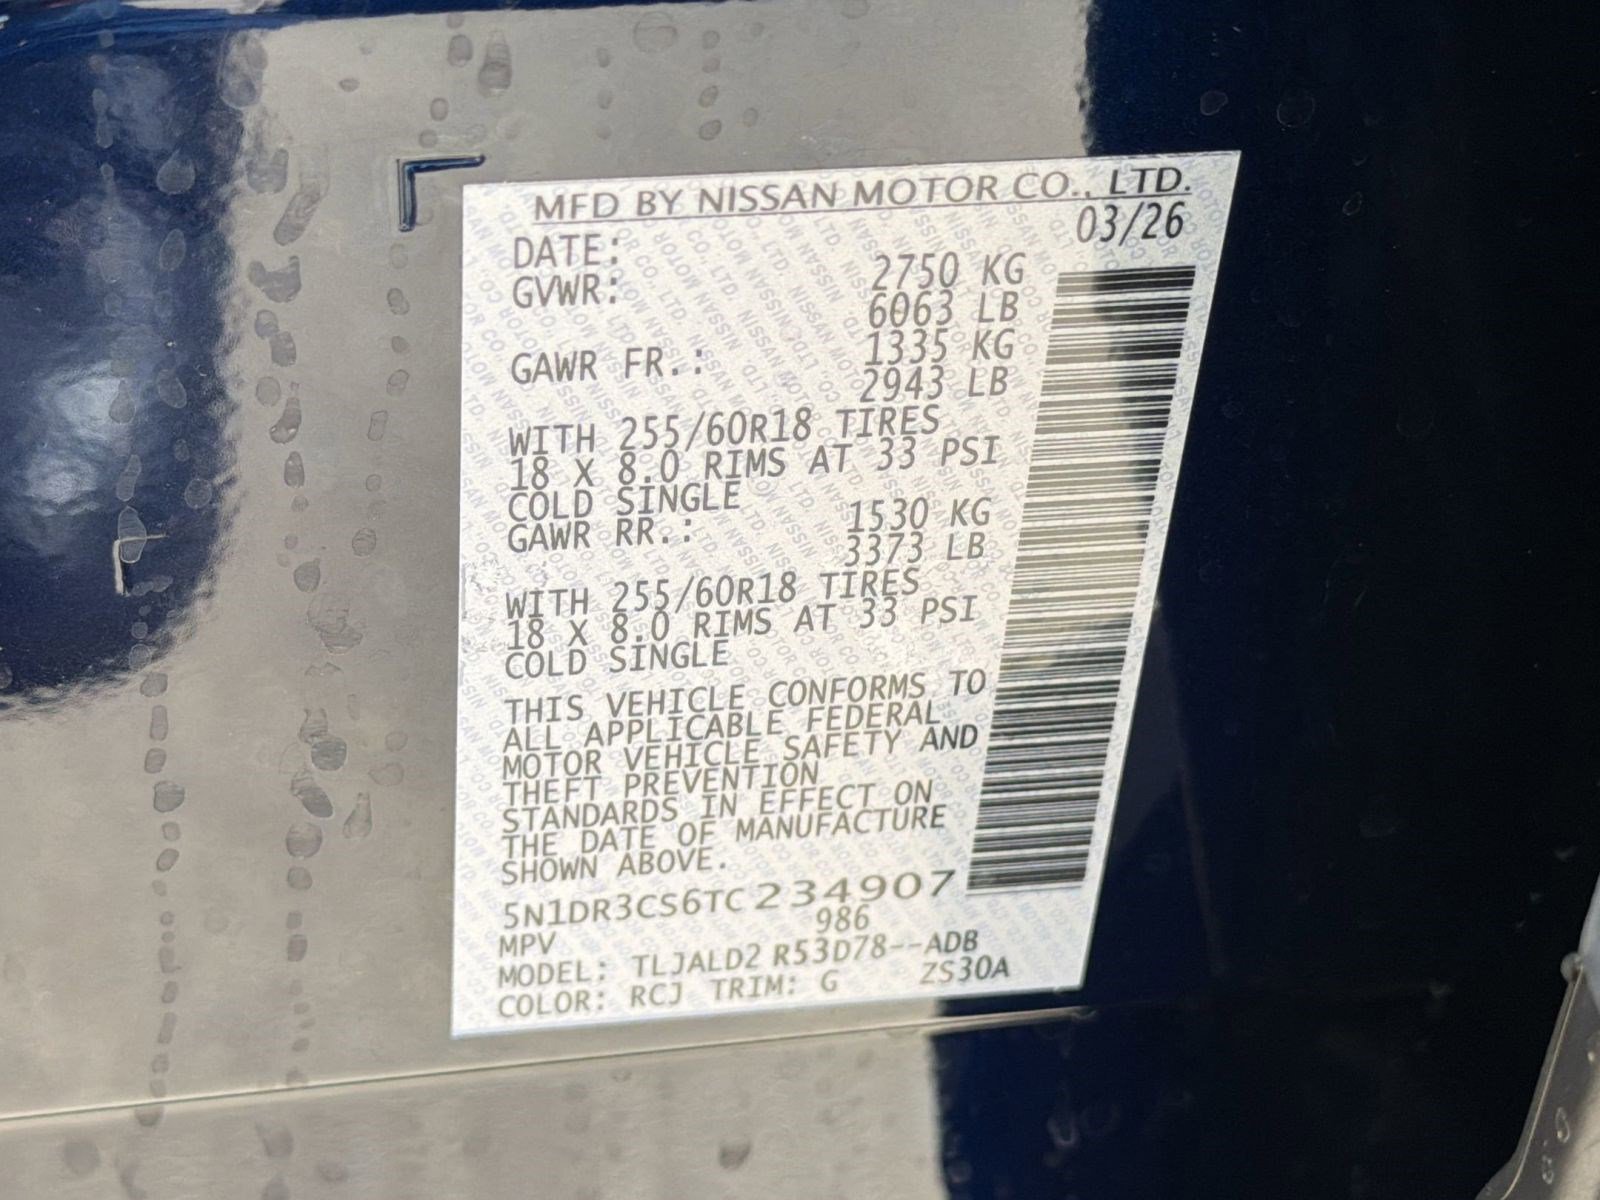 MFD BY NISSAN MOTOR CO., LTD.
DATE: 03/26
GVWR: 2750 KG
6063 LB
GAWR FR.: 1335 KG
2943 LB
WITH 255/60R18 TIRES
18 X 8.0 RIMS AT 33 PSI
COLD SINGLE
GAWR RR.: 1530 KG
3373 LB
WITH 255/60R18 TIRES
18 X 8.0 RIMS AT 33 PSI
COLD SINGLE
THIS VEHICLE CONFORMS TO
ALL APPLICABLE FEDERAL
MOTOR VEHICLE SAFETY AND
THEFT PREVENTION
STANDARDS IN EFFECT ON
THE DATE OF MANUFACTURE
SHOWN ABOVE.
5N1DR3CS6TC234907
MPV 986
MODEL: TLJALD2 R53D78--ADB
COLOR: RCJ TRIM: G ZS30A